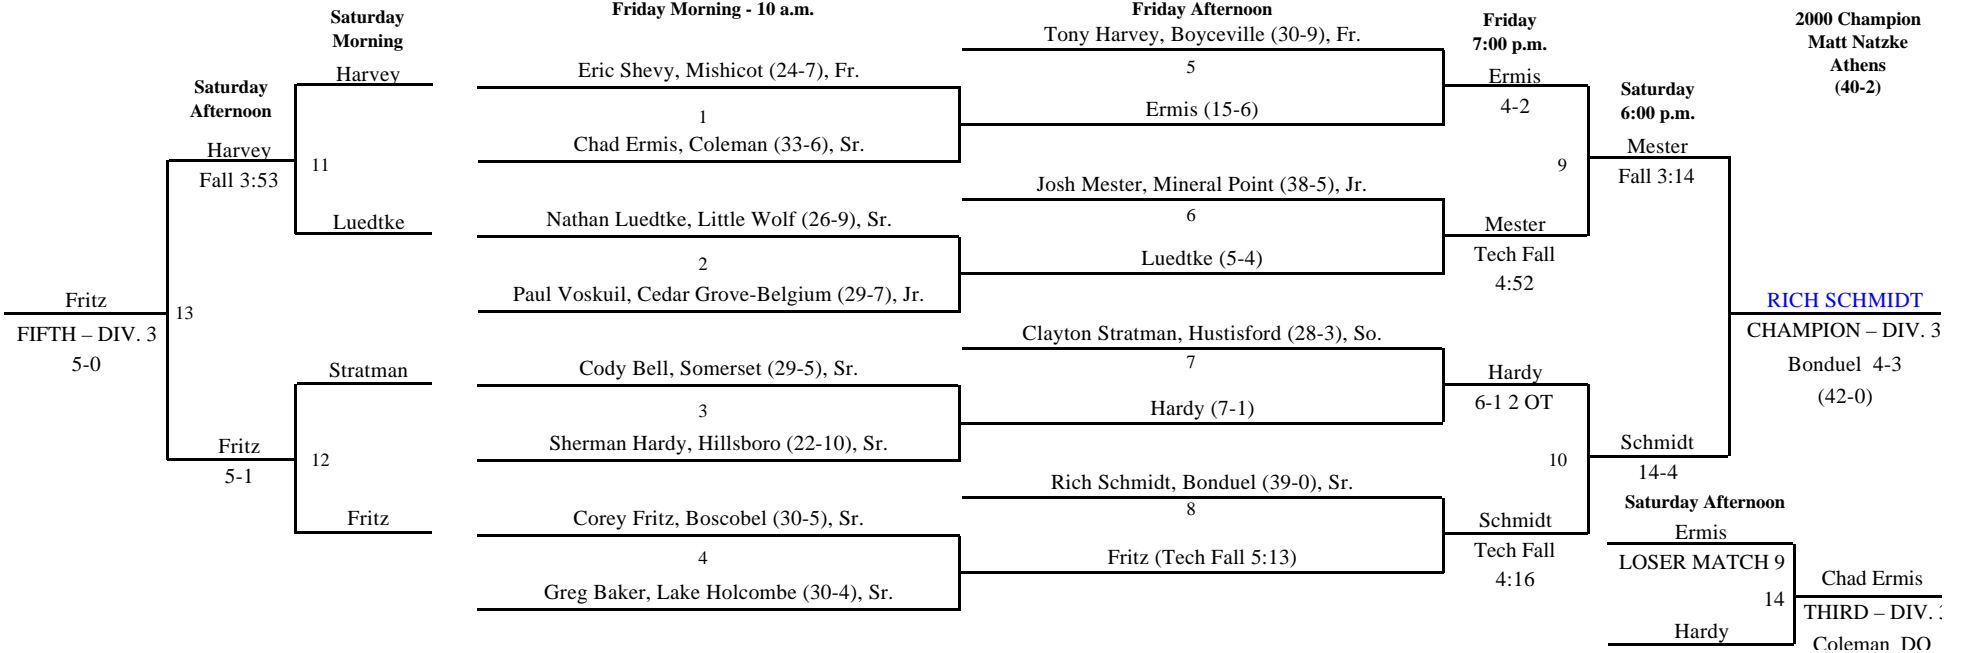 Saturday
Morning
Friday Morning - 10 a.m.
Friday Afternoon
Friday
7:00 p.m.
2000 Champion
Matt Natzke
Athens
(40-2)
Saturday
Afternoon
Saturday
6:00 p.m.
Harvey
Harvey
Fall 3:53
11
Luedtke
Fritz
FIFTH – DIV. 3
5-0
13
Stratman
Fritz
5-1
12
Fritz
Eric Shevy, Mishicot (24-7), Fr.
1
Chad Ermis, Coleman (33-6), Sr.
Nathan Luedtke, Little Wolf (26-9), Sr.
2
Paul Voskuil, Cedar Grove-Belgium (29-7), Jr.
Cody Bell, Somerset (29-5), Sr.
3
Sherman Hardy, Hillsboro (22-10), Sr.
Corey Fritz, Boscobel (30-5), Sr.
4
Greg Baker, Lake Holcombe (30-4), Sr.
Tony Harvey, Boyceville (30-9), Fr.
5
Ermis (15-6)
Josh Mester, Mineral Point (38-5), Jr.
6
Luedtke (5-4)
Clayton Stratman, Hustisford (28-3), So.
7
Hardy (7-1)
Rich Schmidt, Bonduel (39-0), Sr.
8
Fritz (Tech Fall 5:13)
Ermis
4-2
9
Mester
Tech Fall
4:52
Hardy
6-1 2 OT
10
Schmidt
Tech Fall
4:16
Mester
Fall 3:14
Schmidt
14-4
RICH SCHMIDT
CHAMPION – DIV. 3
Bonduel 4-3
(42-0)
Saturday Afternoon
Ermis
LOSER MATCH 9
14
Hardy
Chad Ermis
THIRD – DIV. 3
Coleman DQ